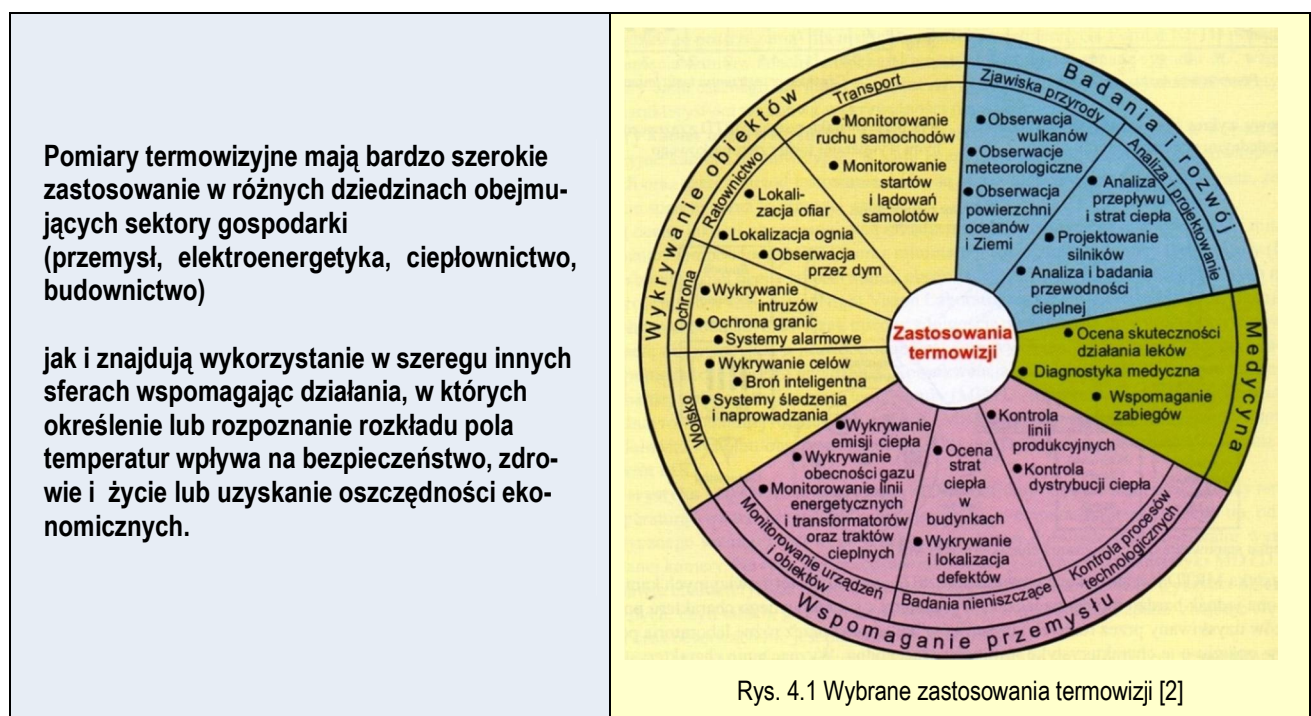 Pomiary termowizyjne mają bardzo szerokie
zastosowanie w różnych dziedzinach obejmu-
jących sektory gospodarki
(przemysł, elektroenergetyka, ciepłownictwo,
budownictwo)
jak i znajdują wykorzystanie w szeregu innych
sferach wspomagając działania, w których
określenie lub rozpoznanie rozkładu pola
temperatur wpływa na bezpieczeństwo, zdro-
wie i życie lub uzyskanie oszczędności eko-
nomicznych.
Zastosowania
termowizji
Wykrywanie obiektów
Transport
● Monitorowanie
ruchu samochodów
● Monitorowanie
startów
i lądowań
samolotów
Ratownictwo
● Lokali-
zacja ofiar
● Lokalizacja ognia
● Obserwacja
przez dym
Ochrona
● Wykrywanie
intruzów
● Ochrona granic
● Systemy alarmowe
Wojsko
● Wykrywanie celów
● Broń inteligentna
● Systemy śledzenia
i naprowadzania
Badania i rozwój
Zjawiska przyrody
● Obserwacja
wulkanów
● Obserwacje
meteorologiczne
● Obserwacja
powierzchni
oceanów
i Ziemi
Analiza i projektowanie
● Analiza
przepływu
i strat ciepła
● Projektowanie
silników
● Analiza i badania
przewodności
cieplnej
Medycyna
● Ocena skuteczności
działania leków
● Diagnostyka medyczna
● Wspomaganie
zabiegów
Wspomaganie przemysłu
Kontrola procesów
technologicznych
● Kontrola
linii
produkcyjnych
● Kontrola
dystrybucji ciepła
Badania nieniszczące
● Ocena
strat
ciepła
w
budynkach
● Wykrywanie
i lokalizacja
defektów
Monitorowanie urządzeń
i obiektów
● Wykrywanie
emisji ciepła
● Wykrywanie
obecności gazu
● Monitorowanie linii
energetycznych
i transformatorów
oraz traktów
cieplnych
Rys. 4.1 Wybrane zastosowania termowizji [2]